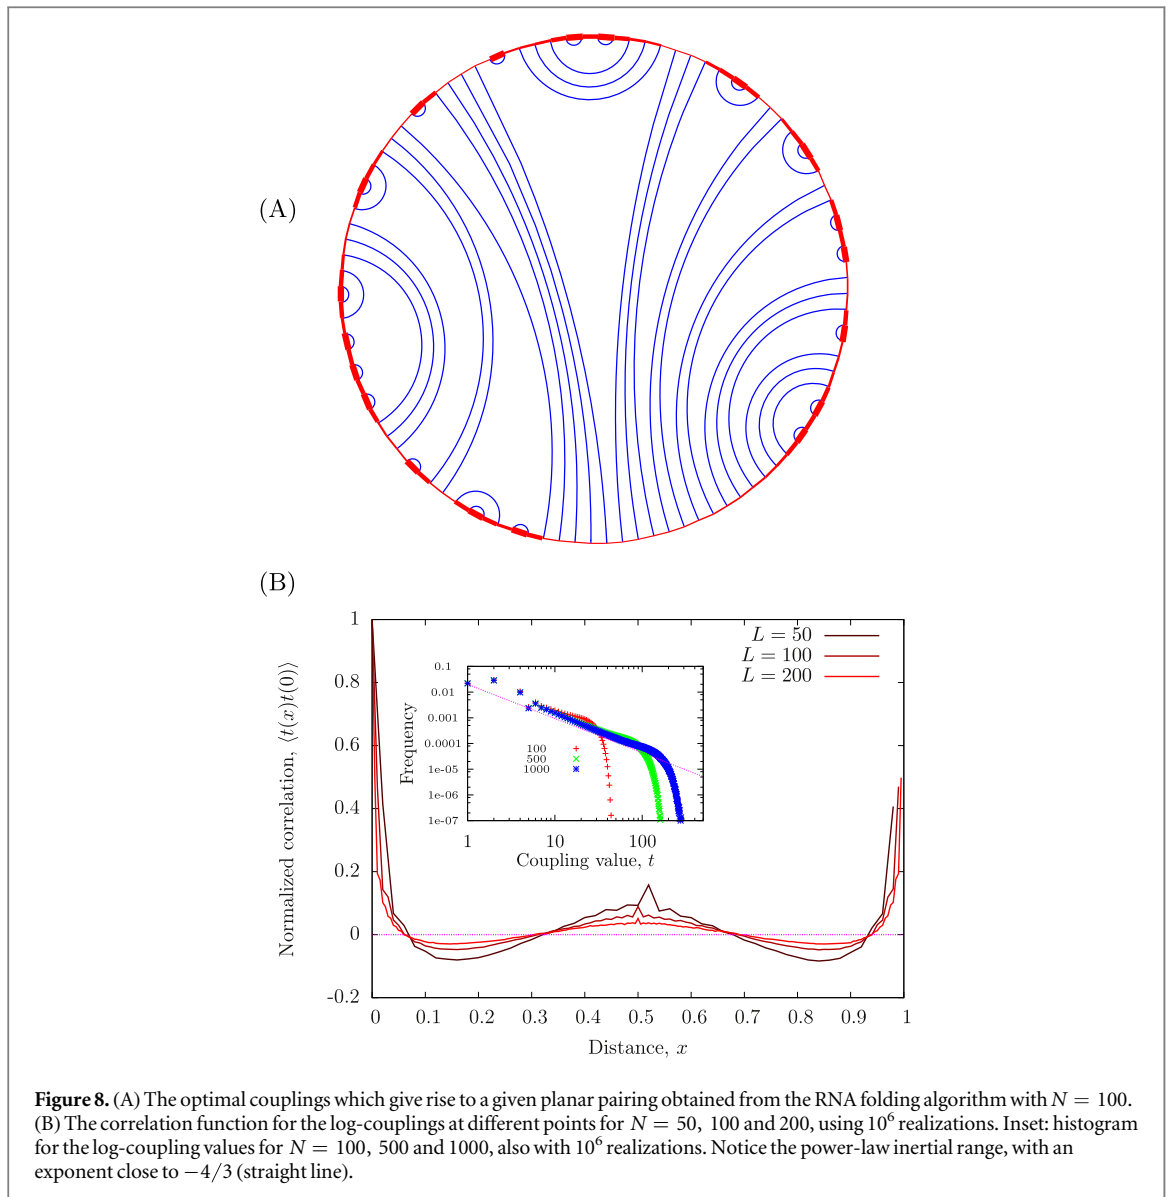 (A)
(B)
Normalized correlation, ⟨t(x)t(0)⟩
1
0.8
0.6
0.4
0.2
0
-0.2
0 0.1 0.2 0.3 0.4 0.5 0.6 0.7 0.8 0.9 1
Distance, x
L = 50
L = 100
L = 200
Frequency
0.1
0.01
0.001
0.0001
1e-05
1e-06
1e-07
100
500
1000
1 10 100
Coupling value, t
Figure 8. (A) The optimal couplings which give rise to a given planar pairing obtained from the RNA folding algorithm with N = 100.
(B) The correlation function for the log-couplings at different points for N = 50, 100 and 200, using 10⁶ realizations. Inset: histogram
for the log-coupling values for N = 100, 500 and 1000, also with 10⁶ realizations. Notice the power-law inertial range, with an
exponent close to −4/3 (straight line).